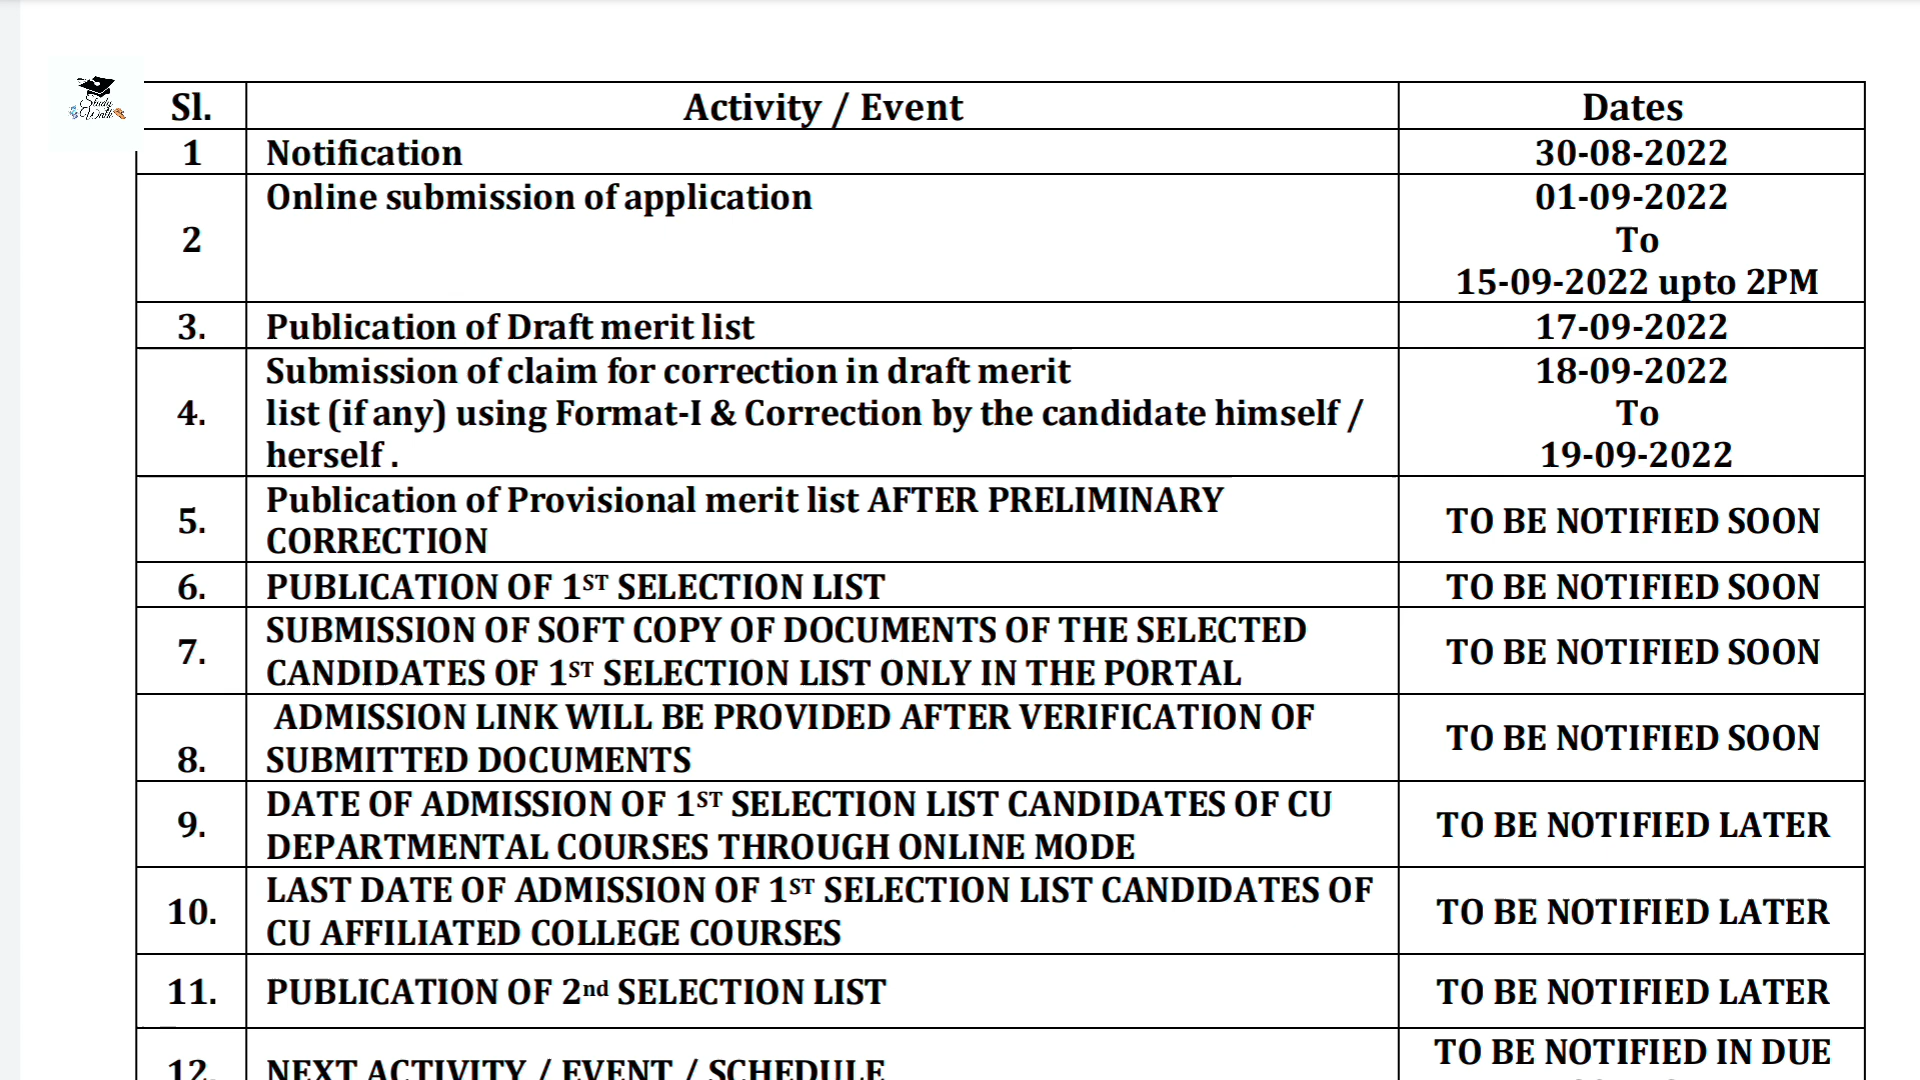 Study
Walk
Sl. Activity / Event Dates
1 Notification 30-08-2022
2 Online submission of application 01-09-2022
To
15-09-2022 upto 2PM
3. Publication of Draft merit list 17-09-2022
4. Submission of claim for correction in draft merit
list (if any) using Format-I & Correction by the candidate himself /
herself .
18-09-2022
To
19-09-2022
5. Publication of Provisional merit list AFTER PRELIMINARY
CORRECTION
TO BE NOTIFIED SOON
6. PUBLICATION OF 1ST SELECTION LIST TO BE NOTIFIED SOON
7. SUBMISSION OF SOFT COPY OF DOCUMENTS OF THE SELECTED
CANDIDATES OF 1ST SELECTION LIST ONLY IN THE PORTAL
TO BE NOTIFIED SOON
8. ADMISSION LINK WILL BE PROVIDED AFTER VERIFICATION OF
SUBMITTED DOCUMENTS
TO BE NOTIFIED SOON
9. DATE OF ADMISSION OF 1ST SELECTION LIST CANDIDATES OF CU
DEPARTMENTAL COURSES THROUGH ONLINE MODE
TO BE NOTIFIED LATER
10. LAST DATE OF ADMISSION OF 1ST SELECTION LIST CANDIDATES OF
CU AFFILIATED COLLEGE COURSES
TO BE NOTIFIED LATER
11. PUBLICATION OF 2nd SELECTION LIST TO BE NOTIFIED LATER
12. NEXT ACTIVITY / EVENT / SCHEDULE
TO BE NOTIFIED IN DUE